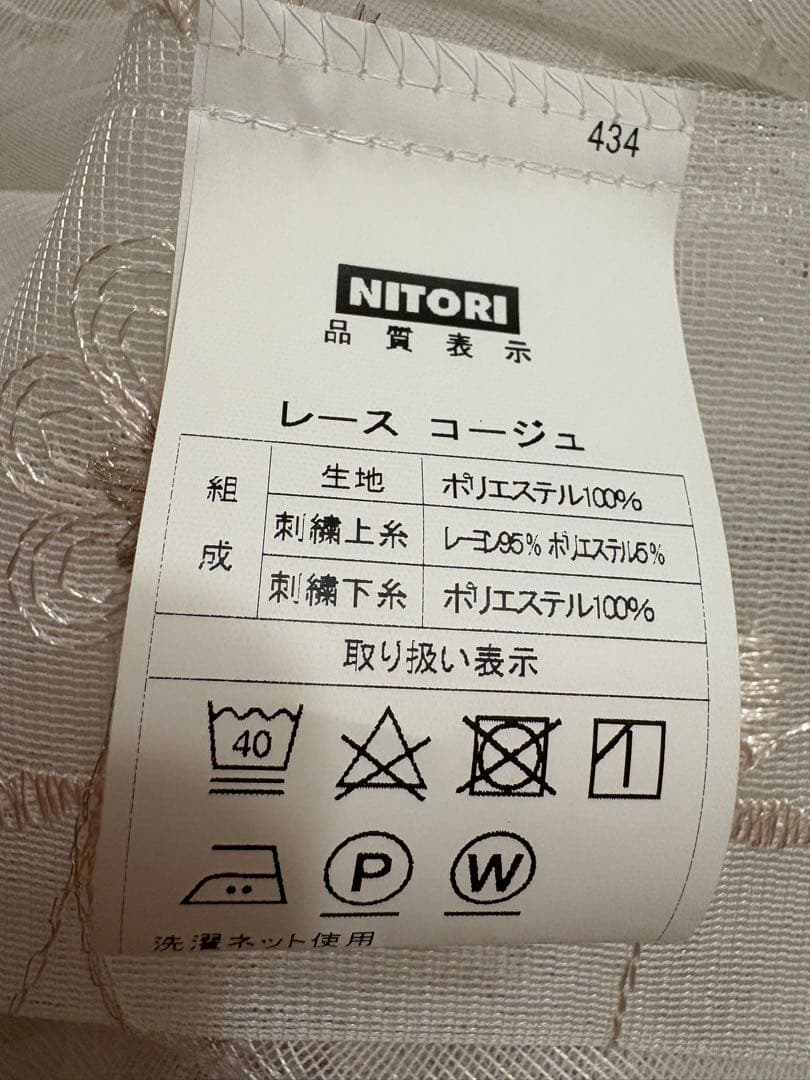 434
NITORI
品質表示
レース コージュ
組成
生地 ポリエステル100%
刺繍上糸 レーヨン95% ポリエステル5%
刺繍下糸 ポリエステル100%
取り扱い表示
40
P W
洗濯ネット使用